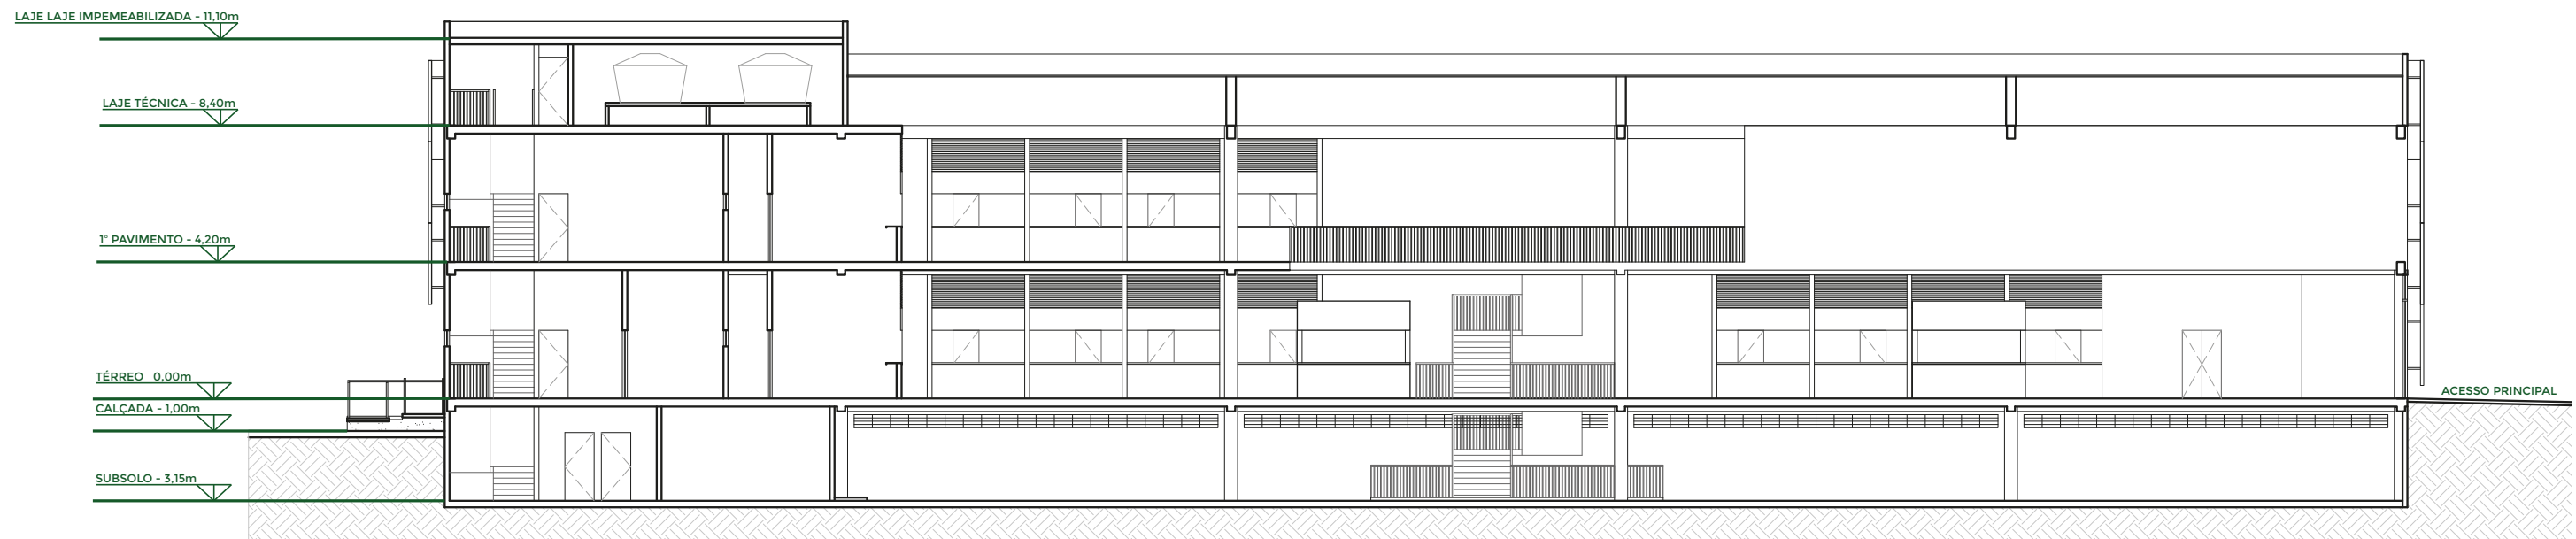 LAJE LAJE IMPEMEABILIZADA - 11,10m
LAJE TÉCNICA - 8,40m
1° PAVIMENTO - 4,20m
TÉRREO 0,00m
ACESSO PRINCIPAL
CALÇADA - 1,00m
SUBSOLO - 3,15m